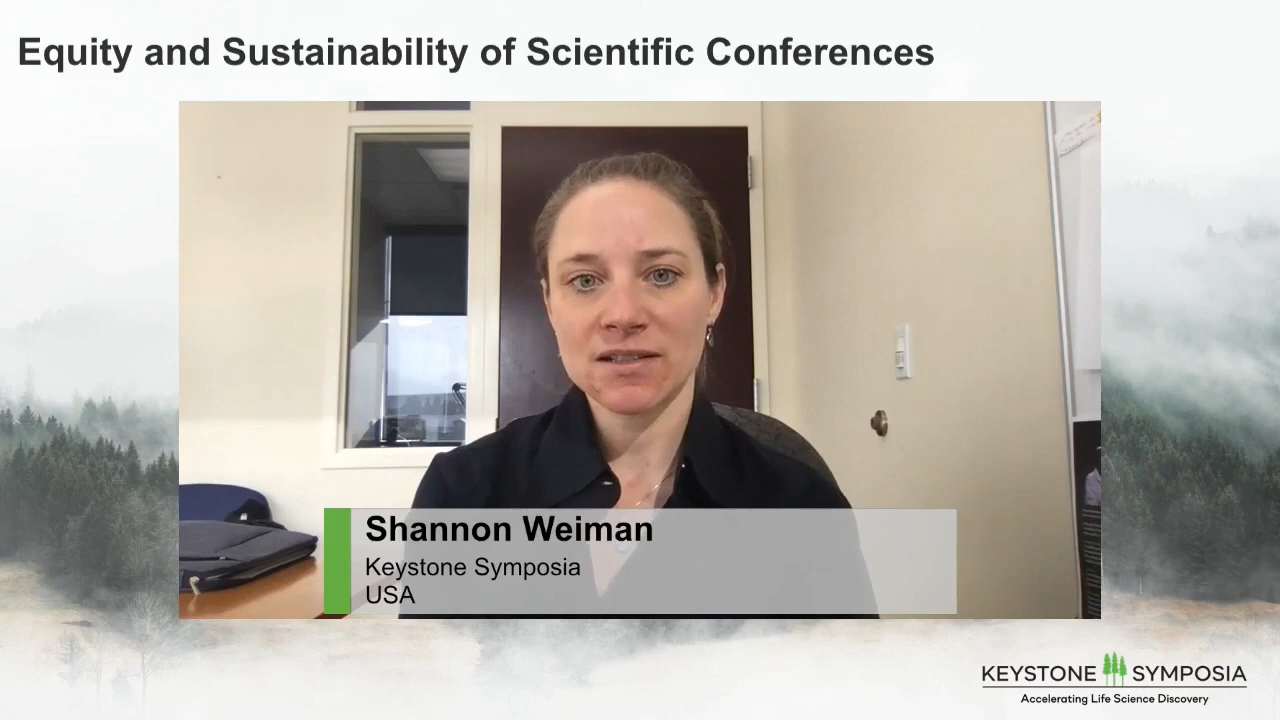 Equity and Sustainability of Scientific Conferences
Shannon Weiman
Keystone Symposia
USA
KEYSTONE SYMPOSIA
Accelerating Life Science Discovery